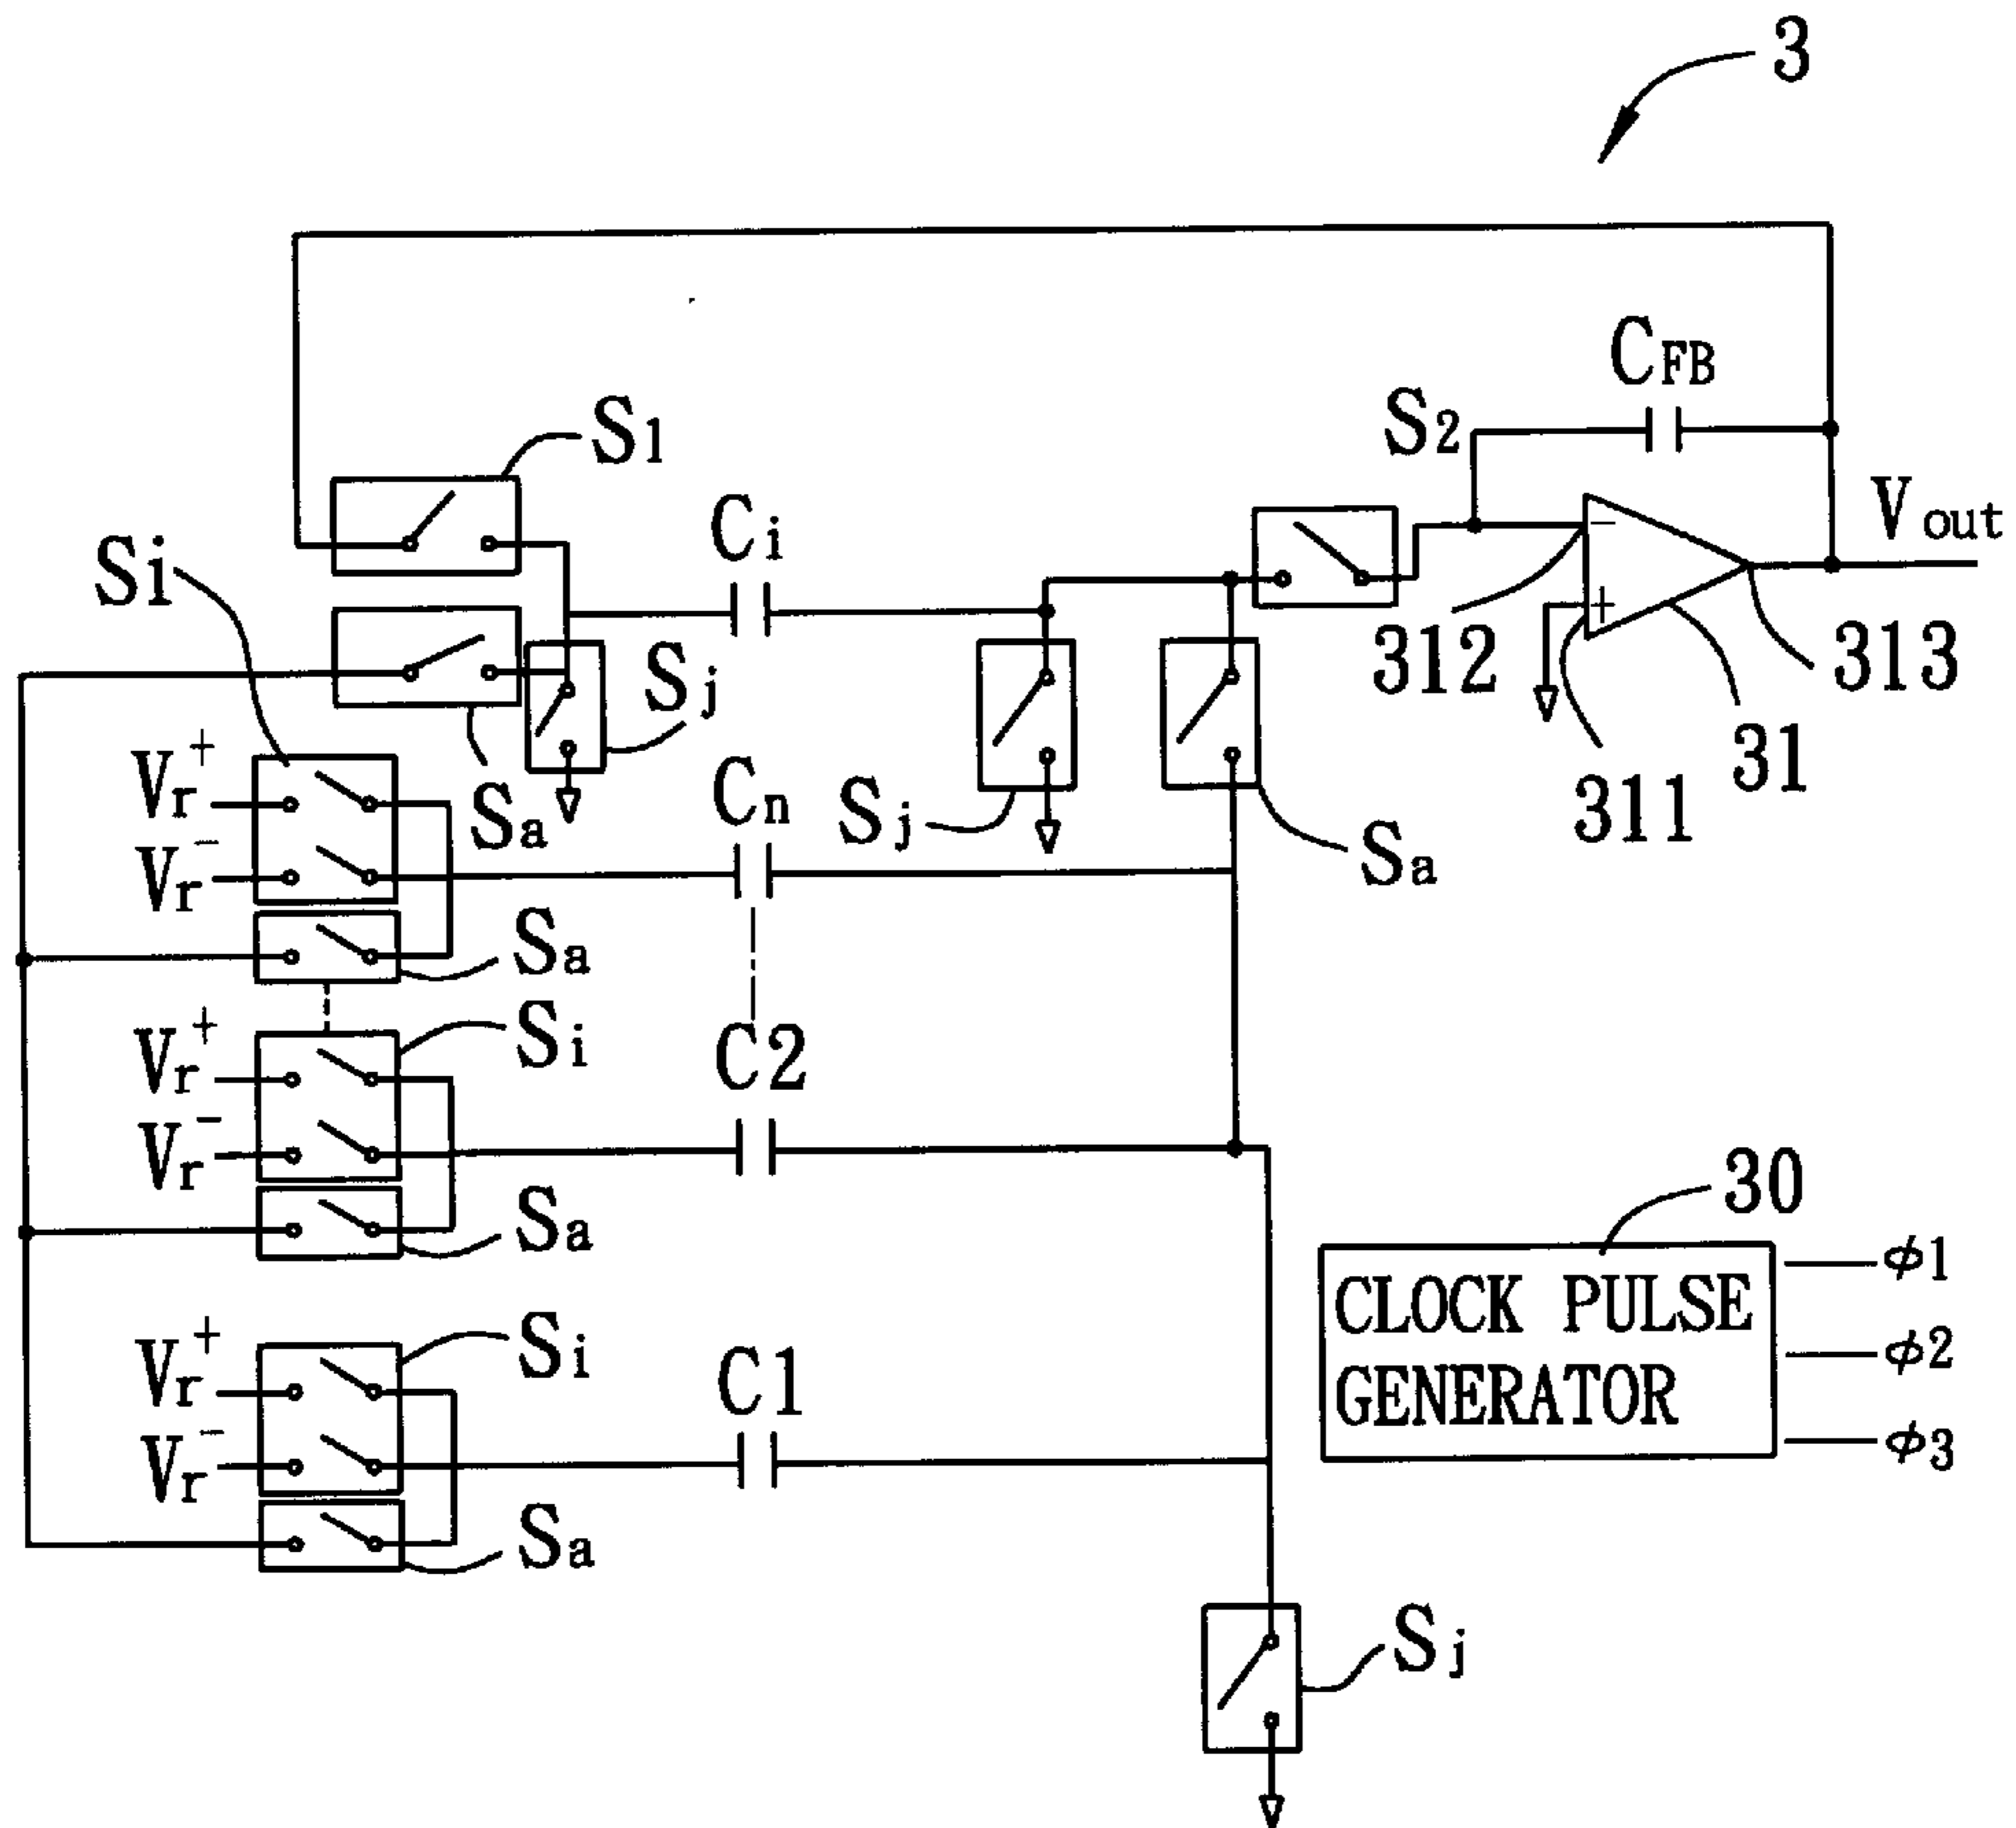 3
CFB
S2
S1
Vout
Ci
Si
312
313
Sj
Vr+
Sa
Cn
Sj
311
31
Vr-
Sa
Sa
Vr+
Si
C2
Vr-
30
Sa
CLOCK PULSE
GENERATOR
ϕ1
ϕ2
ϕ3
Vr+
Si
C1
Vr-
Sa
Sj